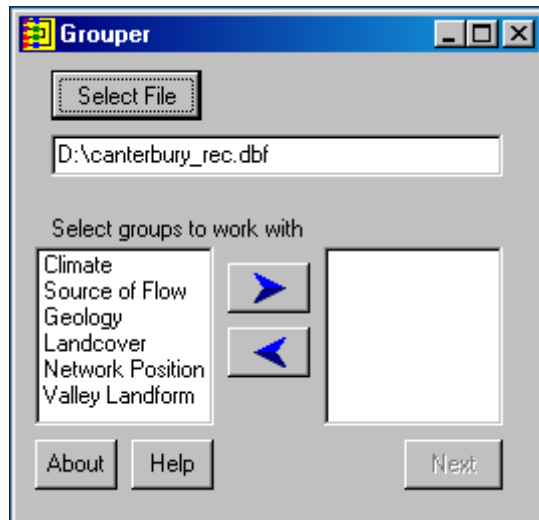 Grouper
Select File
D:\canterbury_rec.dbf
Select groups to work with
Climate
Source of Flow
Geology
Landcover
Network Position
Valley Landform
About Help Next